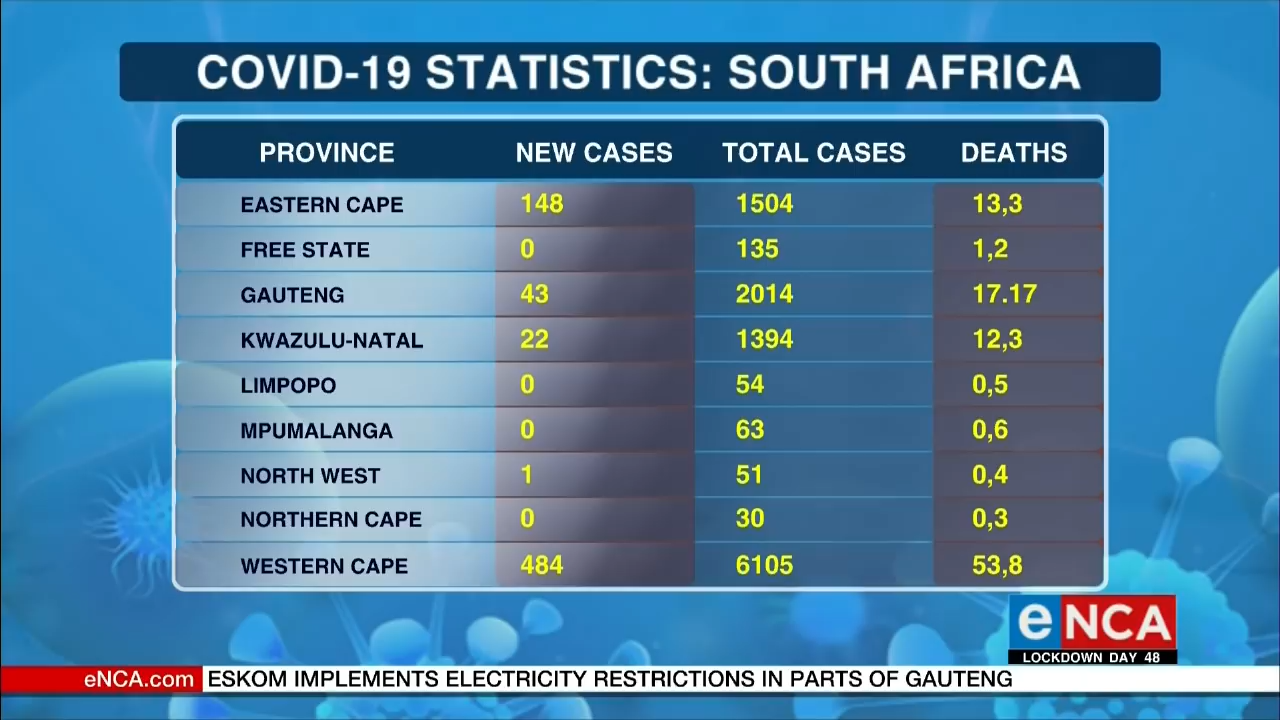 COVID-19 STATISTICS: SOUTH AFRICA
PROVINCE NEW CASES TOTAL CASES DEATHS
EASTERN CAPE 148 1504 13,3
FREE STATE 0 135 1,2
GAUTENG 43 2014 17.17
KWAZULU-NATAL 22 1394 12,3
LIMPOPO 0 54 0,5
MPUMALANGA 0 63 0,6
NORTH WEST 1 51 0,4
NORTHERN CAPE 0 30 0,3
WESTERN CAPE 484 6105 53,8
eNCA
LOCKDOWN DAY 48
eNCA.com ESKOM IMPLEMENTS ELECTRICITY RESTRICTIONS IN PARTS OF GAUTENG